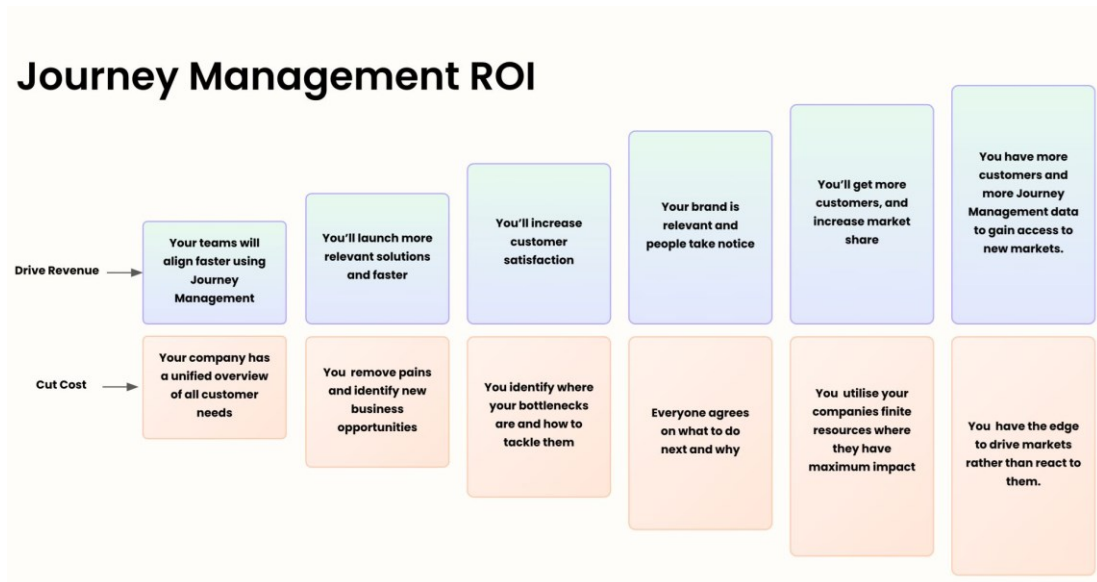 Journey Management ROI
Drive Revenue
Your teams will
align faster using
Journey
Management
You'll launch more
relevant solutions
and faster
You'll increase
customer
satisfaction
Your brand is
relevant and
people take notice
You'll get more
customers, and
increase market
share
You have more
customers and
more Journey
Management data
to gain access to
new markets.
Cut Cost
Your company has
a unified overview
of all customer
needs
You remove pains
and identify new
business
opportunities
You identify where
your bottlenecks
are and how to
tackle them
Everyone agrees
on what to do
next and why
You utilise your
companies finite
resources where
they have
maximum impact
You have the edge
to drive markets
rather than react to
them.